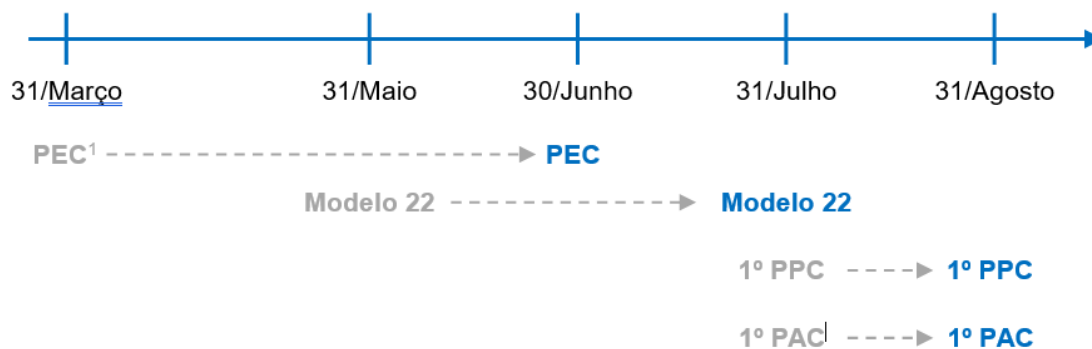 31/Março 31/Maio 30/Junho 31/Julho 31/Agosto
PEC¹ PEC
Modelo 22 Modelo 22
1º PPC 1º PPC
1º PAC 1º PAC